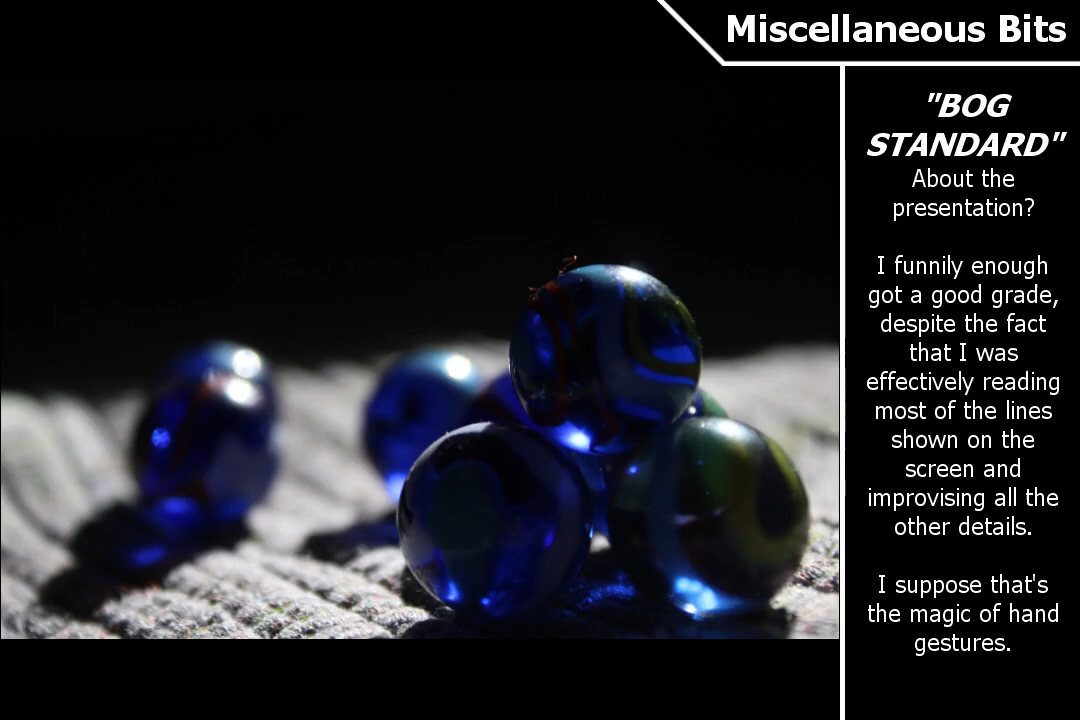 Miscellaneous Bits
"BOG
STANDARD"
About the
presentation?
I funnily enough
got a good grade,
despite the fact
that I was
effectively reading
most of the lines
shown on the
screen and
improvising all the
other details.
I suppose that's
the magic of hand
gestures.